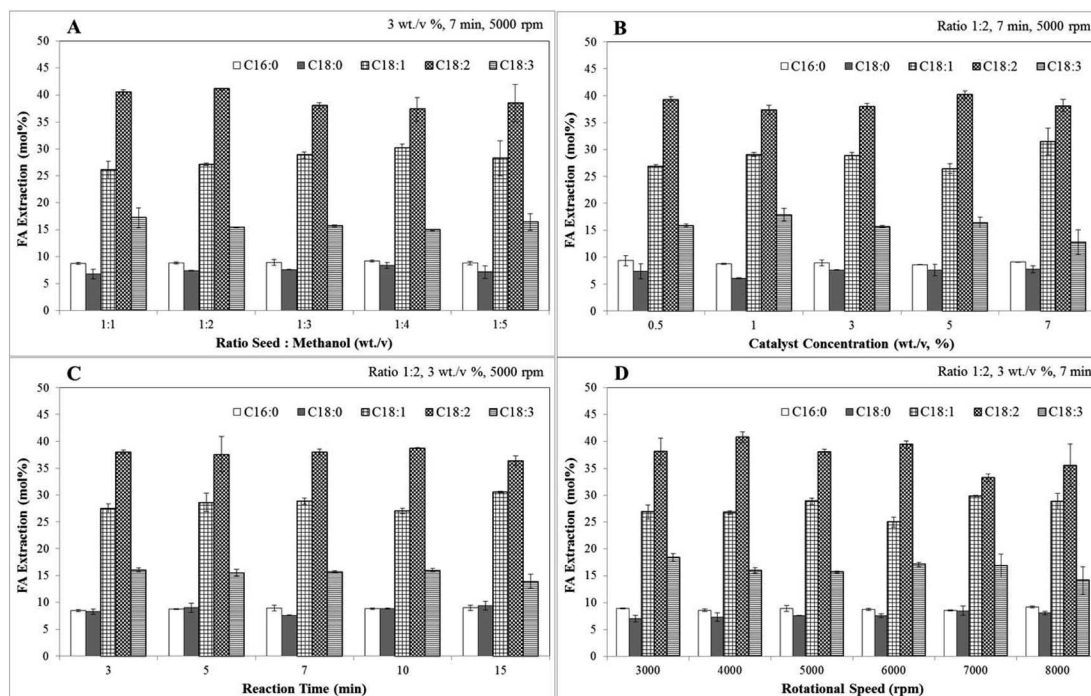 A
3 wt./v %, 7 min, 5000 rpm
C16:0 C18:0 C18:1 C18:2 C18:3
FA Extraction (mol%)
50
45
40
35
30
25
20
15
10
5
0
1:1 1:2 1:3 1:4 1:5
Ratio Seed : Methanol (wt./v)
B
Ratio 1:2, 7 min, 5000 rpm
C16:0 C18:0 C18:1 C18:2 C18:3
FA Extraction (mol%)
50
45
40
35
30
25
20
15
10
5
0
0.5 1 3 5 7
Catalyst Concentration (wt./v, %)
C
Ratio 1:2, 3 wt./v %, 5000 rpm
C16:0 C18:0 C18:1 C18:2 C18:3
FA Extraction (mol%)
50
45
40
35
30
25
20
15
10
5
0
3 5 7 10 15
Reaction Time (min)
D
Ratio 1:2, 3 wt./v %, 7 min
C16:0 C18:0 C18:1 C18:2 C18:3
FA Extraction (mol%)
50
45
40
35
30
25
20
15
10
5
0
3000 4000 5000 6000 7000 8000
Rotational Speed (rpm)